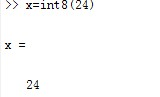 >> x=int8(24)
x =
24